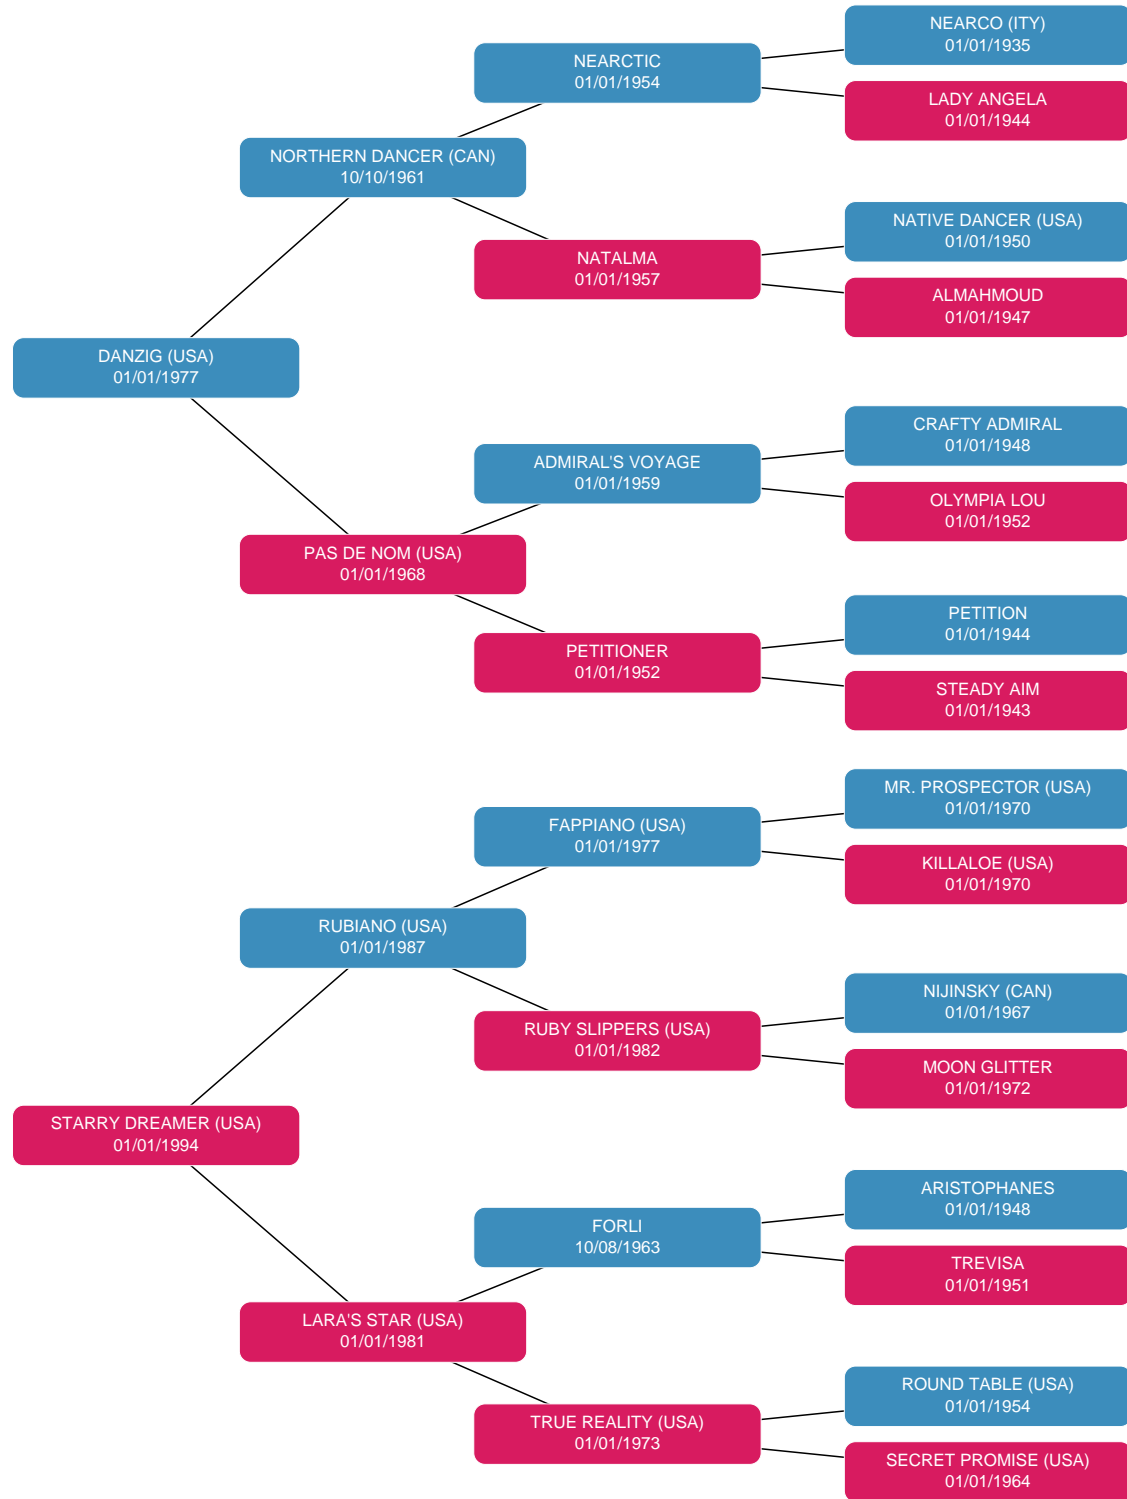 NEARCO (ITY)
01/01/1935
NEARCTIC
01/01/1954
LADY ANGELA
01/01/1944
NORTHERN DANCER (CAN)
10/10/1961
NATIVE DANCER (USA)
01/01/1950
NATALMA
01/01/1957
ALMAHMOUD
01/01/1947
DANZIG (USA)
01/01/1977
CRAFTY ADMIRAL
01/01/1948
ADMIRAL'S VOYAGE
01/01/1959
OLYMPIA LOU
01/01/1952
PAS DE NOM (USA)
01/01/1968
PETITION
01/01/1944
PETITIONER
01/01/1952
STEADY AIM
01/01/1943
MR. PROSPECTOR (USA)
01/01/1970
FAPPIANO (USA)
01/01/1977
KILLALOE (USA)
01/01/1970
RUBIANO (USA)
01/01/1987
NIJINSKY (CAN)
01/01/1967
RUBY SLIPPERS (USA)
01/01/1982
MOON GLITTER
01/01/1972
STARRY DREAMER (USA)
01/01/1994
ARISTOPHANES
01/01/1948
FORLI
10/08/1963
TREVISA
01/01/1951
LARA'S STAR (USA)
01/01/1981
ROUND TABLE (USA)
01/01/1954
TRUE REALITY (USA)
01/01/1973
SECRET PROMISE (USA)
01/01/1964